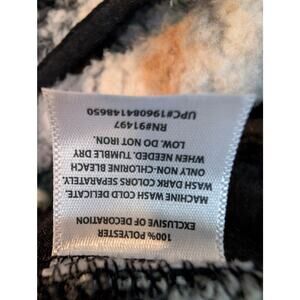 100% POLYESTER
EXCLUSIVE OF DECORATION
MACHINE WASH COLD DELICATE.
WASH DARK COLORS SEPARATELY.
ONLY NON-CHLORINE BLEACH
WHEN NEEDED. TUMBLE DRY
LOW. DO NOT IRON.
RN#91497
UPC#196084148650